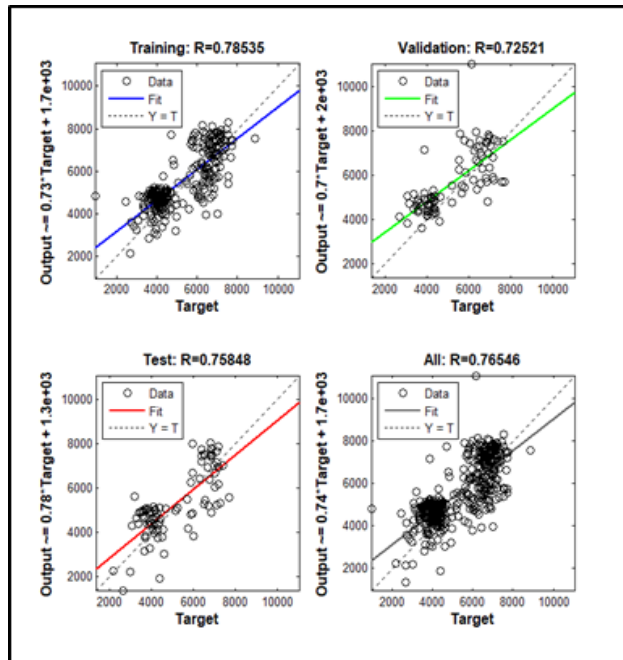 Training: R=0.78535
Output ~= 0.73*Target + 1.7e+03
10000
8000
6000
4000
2000
Data
Fit
Y = T
2000 4000 6000 8000 10000
Target
Validation: R=0.72521
Output ~= 0.7*Target + 2e+03
10000
8000
6000
4000
2000
Data
Fit
Y = T
2000 4000 6000 8000 10000
Target
Test: R=0.75848
Output ~= 0.78*Target + 1.3e+03
10000
8000
6000
4000
2000
Data
Fit
Y = T
2000 4000 6000 8000 10000
Target
All: R=0.76546
Output ~= 0.74*Target + 1.7e+03
10000
8000
6000
4000
2000
Data
Fit
Y = T
2000 4000 6000 8000 10000
Target